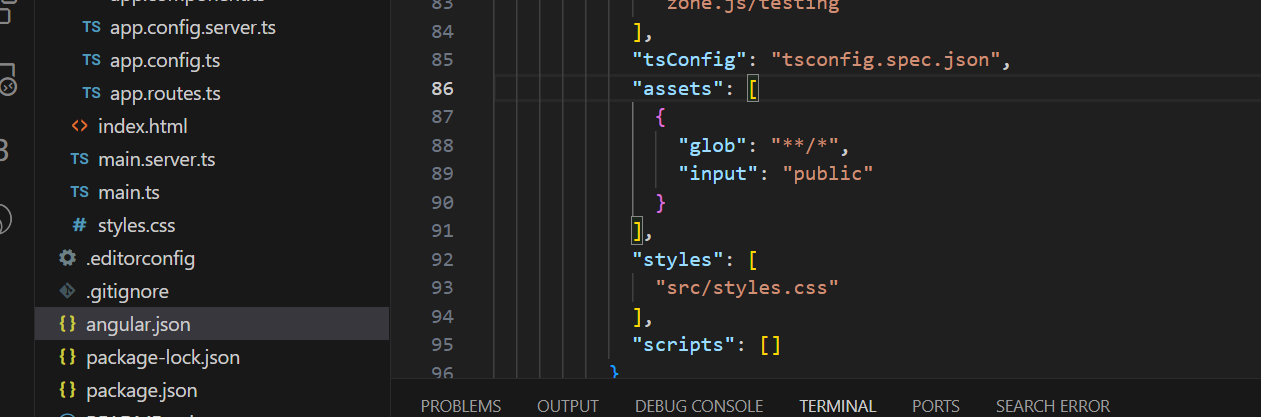 app.config.server.ts
TS app.config.server.ts
TS app.config.ts
TS app.routes.ts
<> index.html
TS main.server.ts
TS main.ts
# styles.css
.editorconfig
.gitignore
{} angular.json
{} package-lock.json
{} package.json
83 zone.js/testing
84 ],
85 "tsConfig": "tsconfig.spec.json",
86 "assets": [
87 {
88 "glob": "**/*",
89 "input": "public"
90 }
91 ],
92 "styles": [
93 "src/styles.css"
94 ],
95 "scripts": []
96 }
PROBLEMS OUTPUT DEBUG CONSOLE TERMINAL PORTS SEARCH ERROR